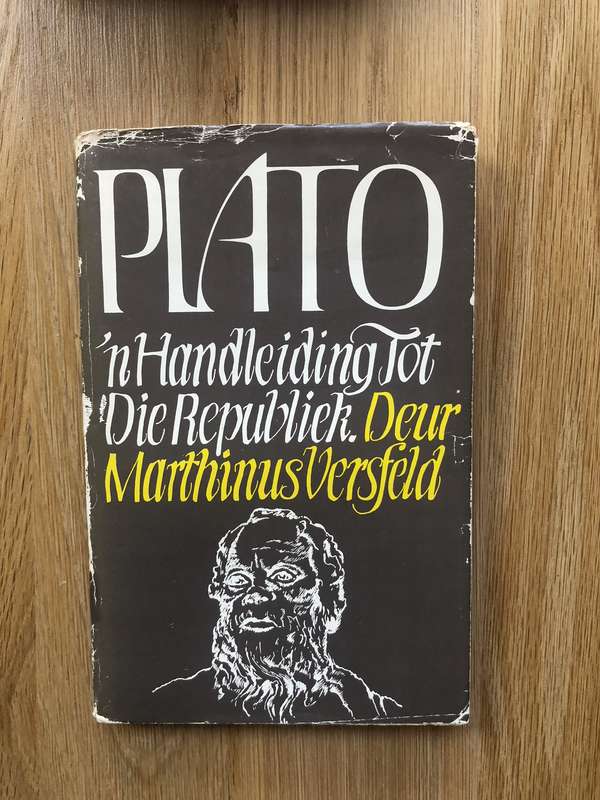 PLATO
'n Handleiding Tot
Die Republiek. Deur
Marthinus Versfeld